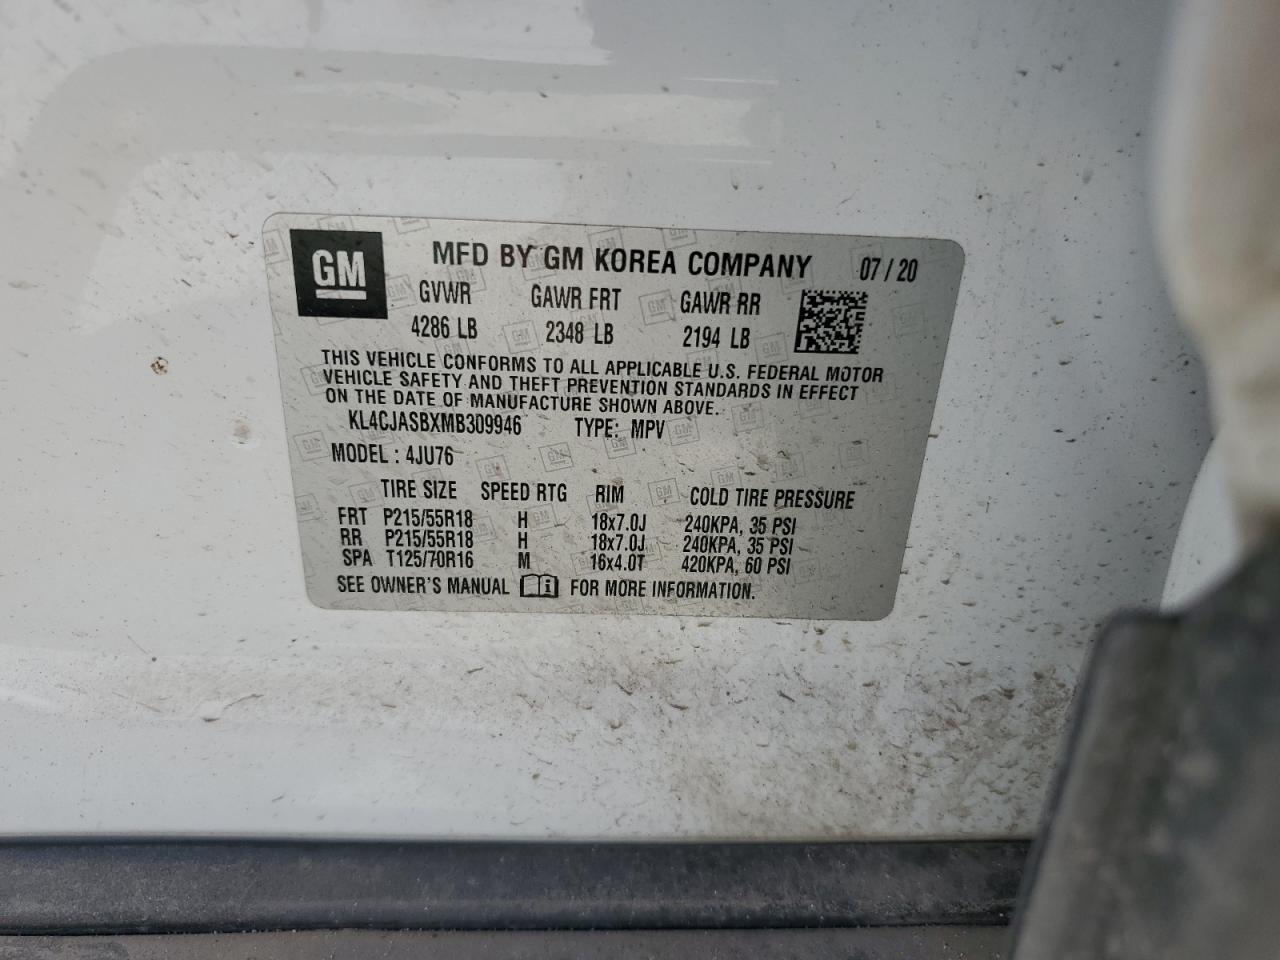 GM
MFD BY GM KOREA COMPANY 07 / 20
GVWR GAWR FRT GAWR RR
4286 LB 2348 LB 2194 LB
THIS VEHICLE CONFORMS TO ALL APPLICABLE U.S. FEDERAL MOTOR
VEHICLE SAFETY AND THEFT PREVENTION STANDARDS IN EFFECT
ON THE DATE OF MANUFACTURE SHOWN ABOVE.
KL4CJASBXMB309946 TYPE: MPV
MODEL : 4JU76
TIRE SIZE SPEED RTG RIM COLD TIRE PRESSURE
FRT P215/55R18 H 18x7.0J 240KPA, 35 PSI
RR P215/55R18 H 18x7.0J 240KPA, 35 PSI
SPA T125/70R16 M 16x4.0T 420KPA, 60 PSI
SEE OWNER'S MANUAL FOR MORE INFORMATION.